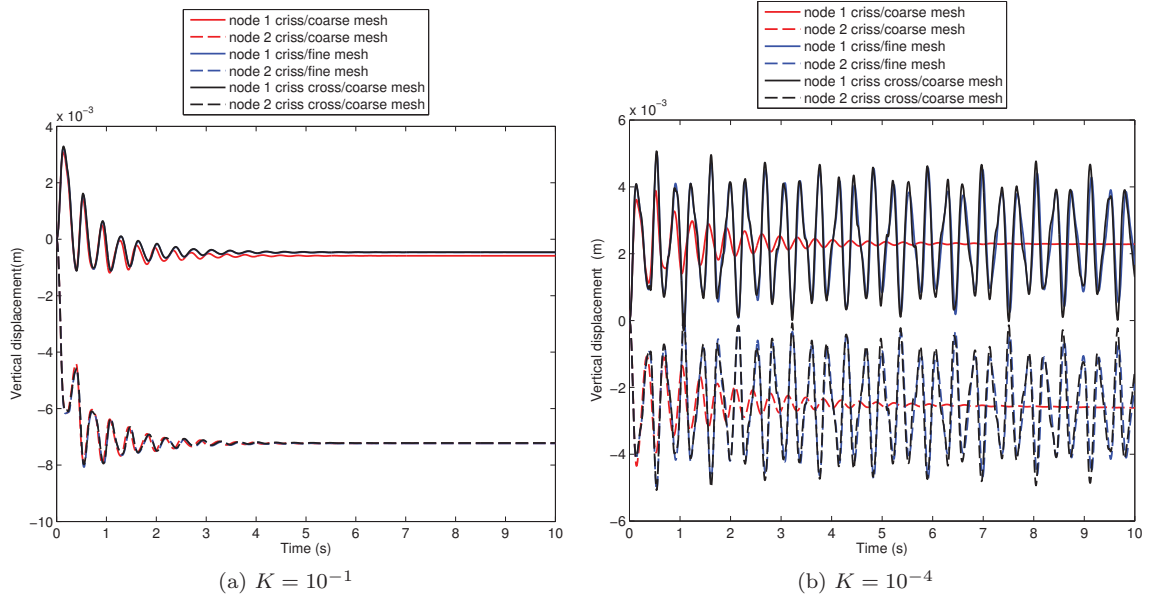 node 1 criss/coarse mesh
node 2 criss/coarse mesh
node 1 criss/fine mesh
node 2 criss/fine mesh
node 1 criss cross/coarse mesh
node 2 criss cross/coarse mesh
x 10⁻³
4
2
0
−2
−4
−6
−8
−10
Vertical displacement(m)
0 1 2 3 4 5 6 7 8 9 10
Time (s)
(a) K = 10⁻¹
node 1 criss/coarse mesh
node 2 criss/coarse mesh
node 1 criss/fine mesh
node 2 criss/fine mesh
node 1 criss cross/coarse mesh
node 2 criss cross/coarse mesh
x 10⁻³
6
4
2
0
−2
−4
−6
Vertical displacement (m)
0 1 2 3 4 5 6 7 8 9 10
Time (s)
(b) K = 10⁻⁴